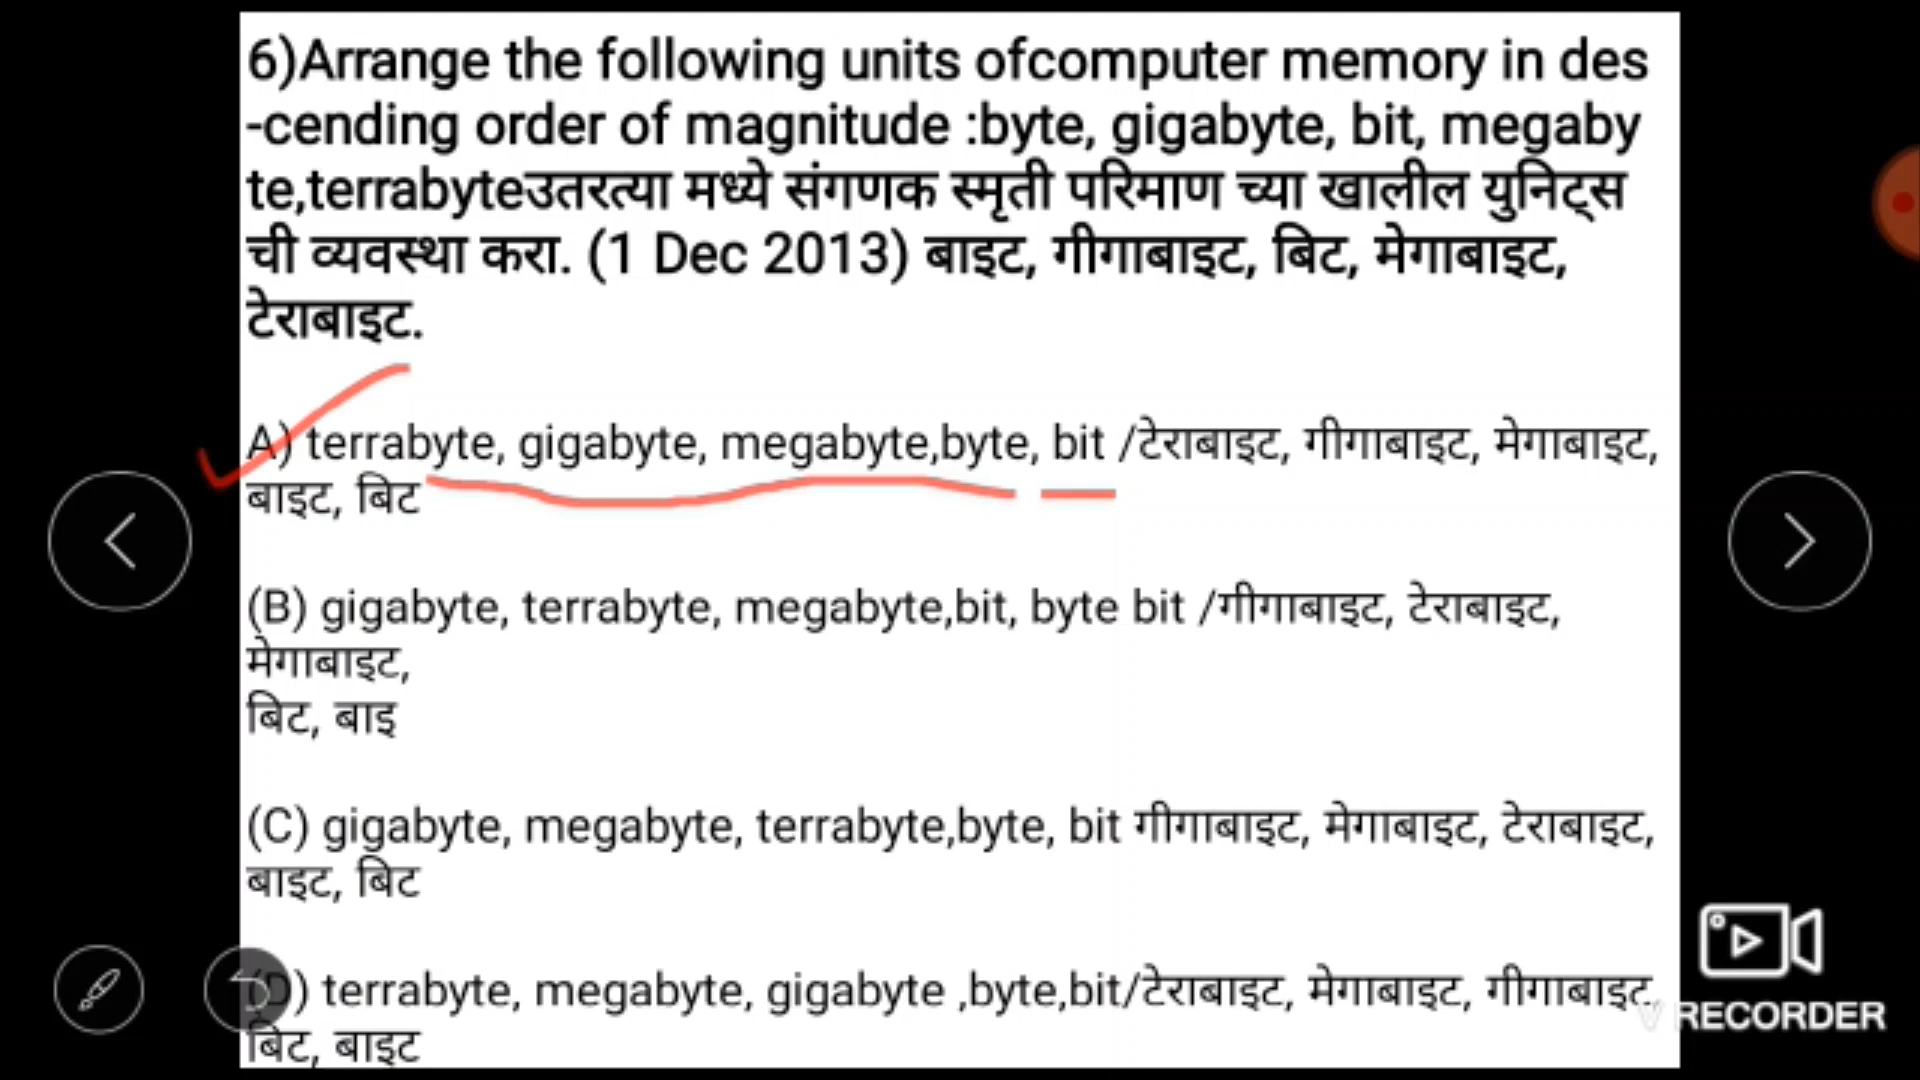 6)Arrange the following units ofcomputer memory in des
-cending order of magnitude :byte, gigabyte, bit, megaby
te,terrabyteउतरत्या मध्ये संगणक स्मृती परिमाण च्या खालील युनिट्स
ची व्यवस्था करा. (1 Dec 2013) बाइट, गीगाबाइट, बिट, मेगाबाइट,
टेराबाइट.
A) terrabyte, gigabyte, megabyte,byte, bit /टेराबाइट, गीगाबाइट, मेगाबाइट,
बाइट, बिट
(B) gigabyte, terrabyte, megabyte,bit, byte bit /गीगाबाइट, टेराबाइट,
मेगाबाइट,
बिट, बाइ
(C) gigabyte, megabyte, terrabyte,byte, bit गीगाबाइट, मेगाबाइट, टेराबाइट,
बाइट, बिट
(D) terrabyte, megabyte, gigabyte ,byte,bit/टेराबाइट, मेगाबाइट, गीगाबाइट,
बिट, बाइट
V RECORDER